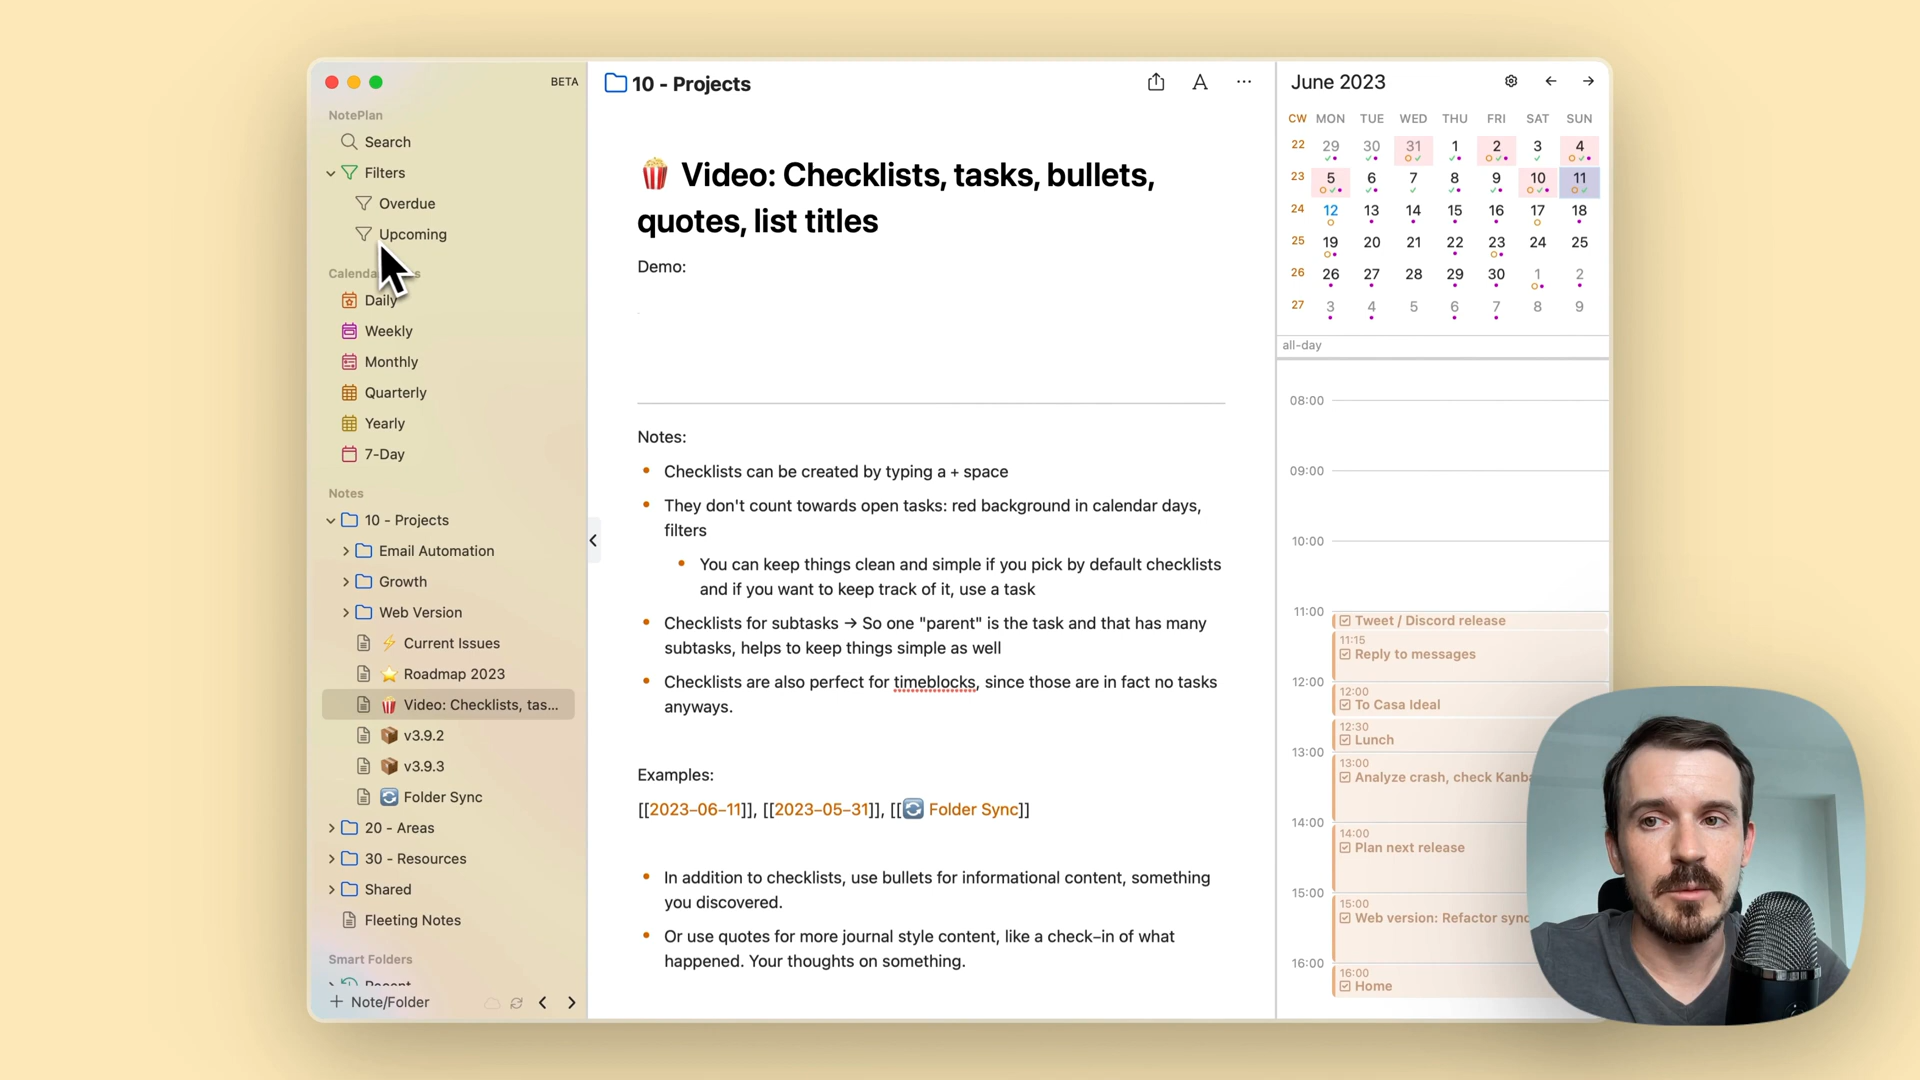 BETA
NotePlan
Search
Filters
Overdue
Upcoming
Calenda
Daily
Weekly
Monthly
Quarterly
Yearly
7-Day
Notes
10 - Projects
Email Automation
Growth
Web Version
⚡ Current Issues
⭐ Roadmap 2023
🍿 Video: Checklists, tas...
📦 v3.9.2
📦 v3.9.3
🔄 Folder Sync
20 - Areas
30 - Resources
Shared
Fleeting Notes
Smart Folders
Recent
+ Note/Folder
10 - Projects
🍿 Video: Checklists, tasks, bullets,
quotes, list titles
Demo:
Notes:
• Checklists can be created by typing a + space
• They don't count towards open tasks: red background in calendar days,
filters
• You can keep things clean and simple if you pick by default checklists
and if you want to keep track of it, use a task
• Checklists for subtasks → So one "parent" is the task and that has many
subtasks, helps to keep things simple as well
• Checklists are also perfect for timeblocks, since those are in fact no tasks
anyways.
Examples:
[[2023-06-11]], [[2023-05-31]], [[🔄 Folder Sync]]
• In addition to checklists, use bullets for informational content, something
you discovered.
• Or use quotes for more journal style content, like a check-in of what
happened. Your thoughts on something.
June 2023
CW MON TUE WED THU FRI SAT SUN
22 29 30 31 1 2 3 4
23 5 6 7 8 9 10 11
24 12 13 14 15 16 17 18
25 19 20 21 22 23 24 25
26 26 27 28 29 30 1 2
27 3 4 5 6 7 8 9
all-day
08:00
09:00
10:00
11:00
Tweet / Discord release
11:15
Reply to messages
12:00
12:00
To Casa Ideal
12:30
Lunch
13:00
13:00
Analyze crash, check Kanba
14:00
14:00
Plan next release
15:00
15:00
Web version: Refactor sync
16:00
16:00
Home